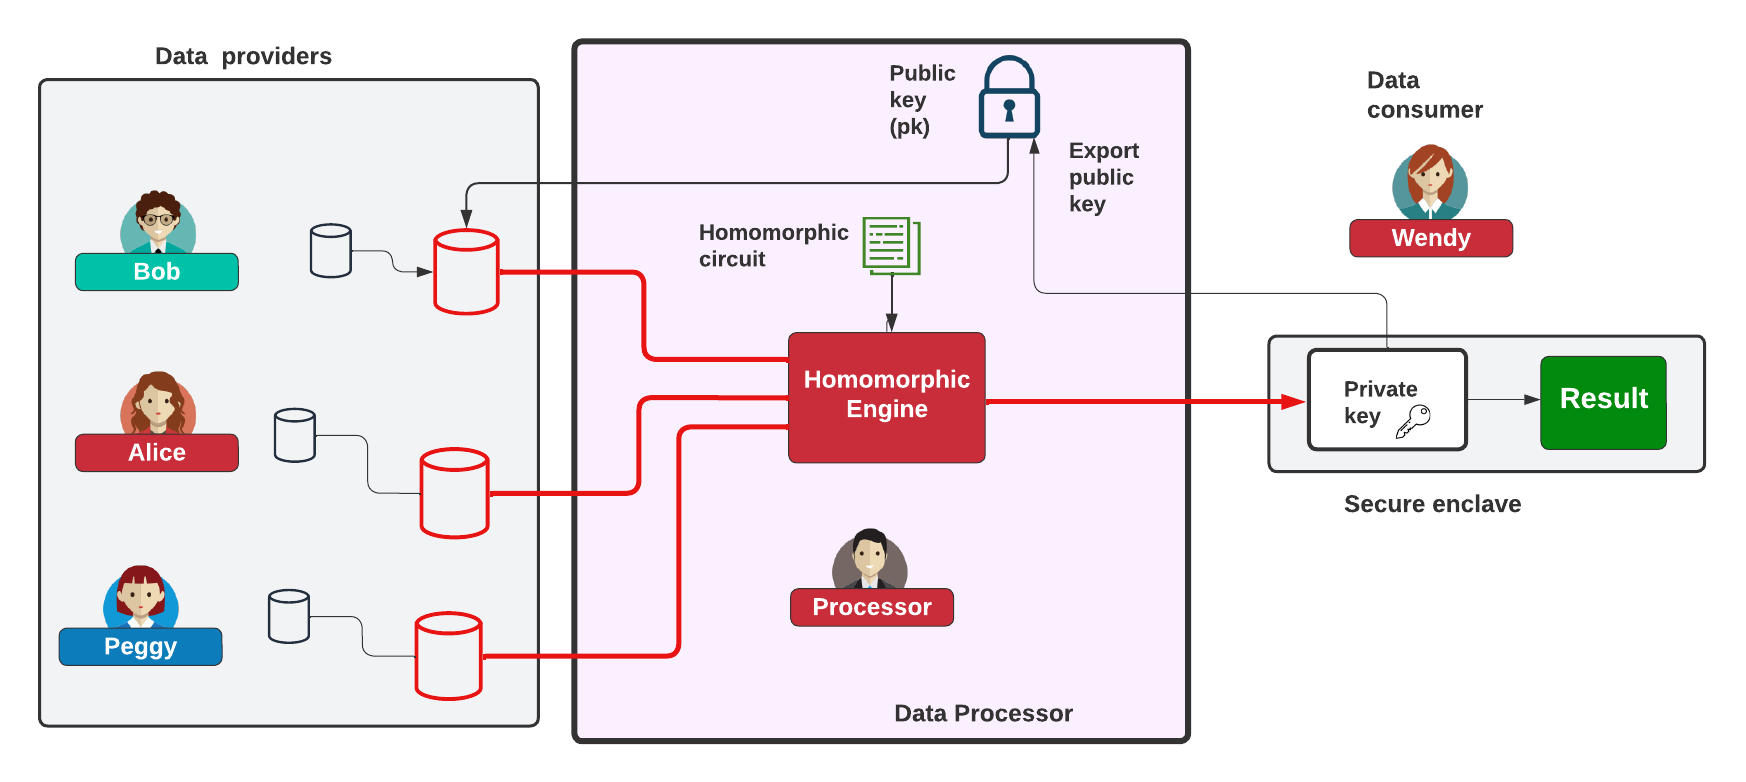 Data  providers
Bob
Alice
Peggy
Public
key
(pk)
Export
public
key
Homomorphic
circuit
Homomorphic
Engine
Processor
Data Processor
Data
consumer
Wendy
Private
key
Result
Secure enclave